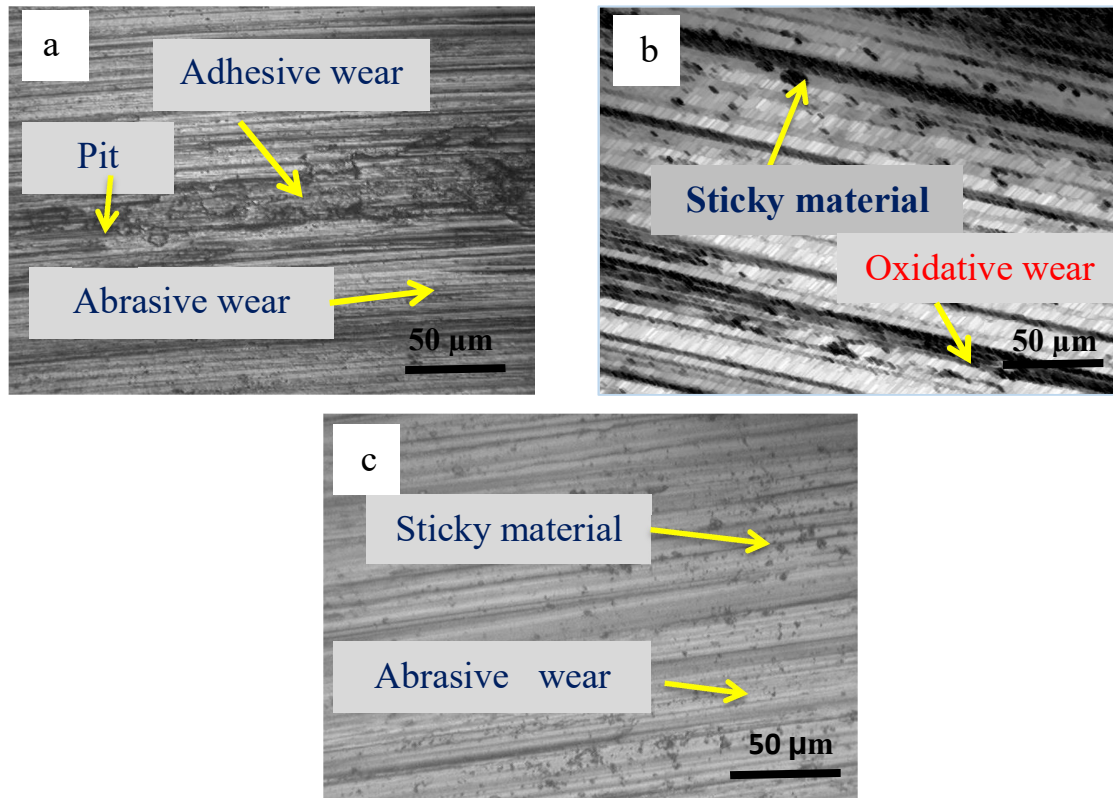 a
Adhesive wear
Pit
Abrasive wear
50 µm
b
Sticky material
Oxidative wear
50 µm
c
Sticky material
Abrasive wear
50 µm